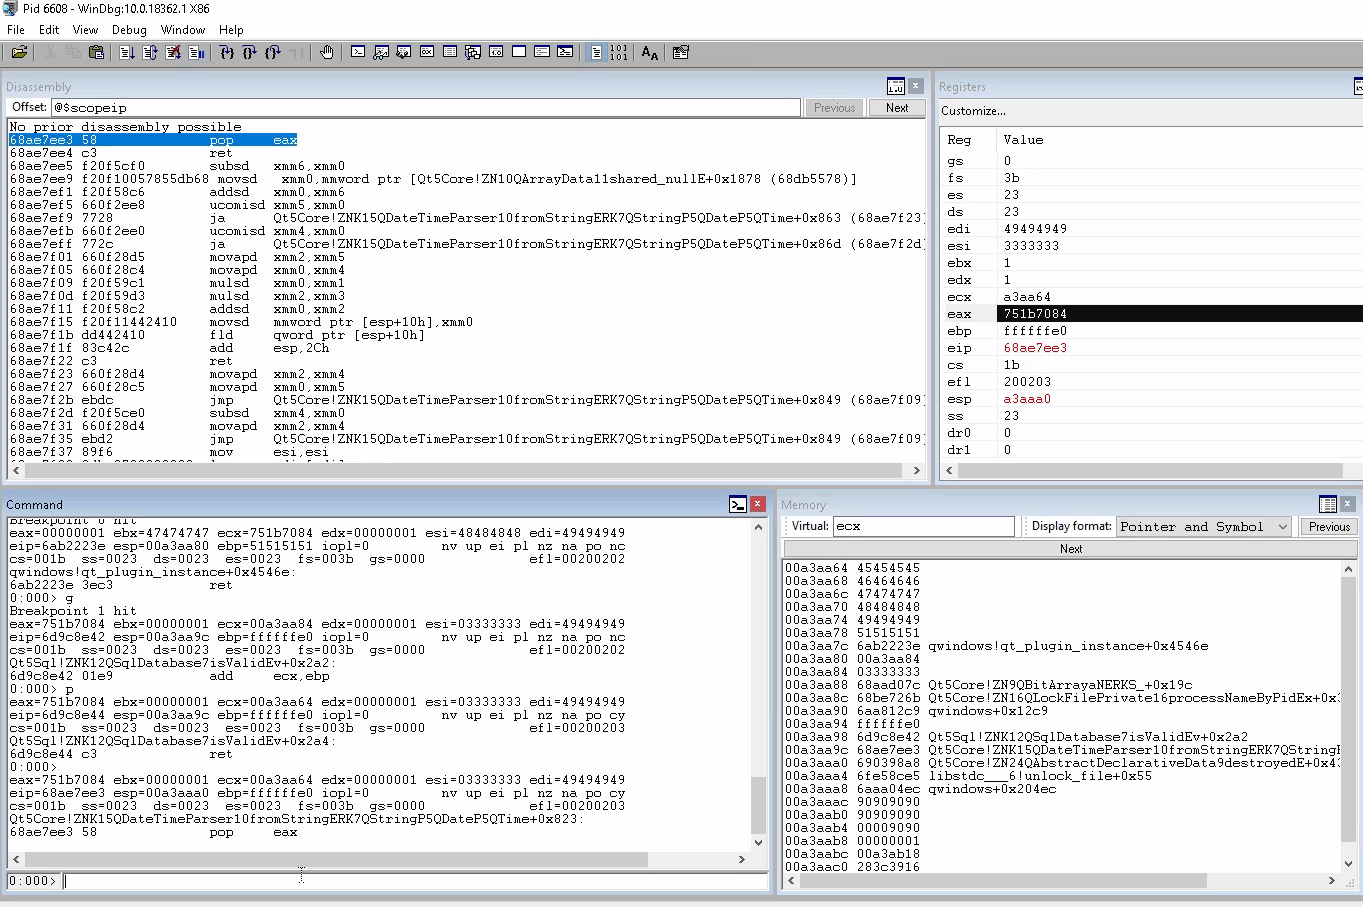 Pid 6608 - WinDbg:10.0.18362.1 X86
File Edit View Debug Window Help
Disassembly
Offset: @$scopeip Previous Next
No prior disassembly possible
68ae7ee3 58 pop eax
68ae7ee4 c3 ret
68ae7ee5 f20f5cf0 subsd xmm6,xmm0
68ae7ee9 f20f10057855db68 movsd xmm0,mmword ptr [Qt5Core!ZN10QArrayData11shared_nullE+0x1878 (68db5578)]
68ae7ef1 f20f58c6 addsd xmm0,xmm6
68ae7ef5 660f2ee8 ucomisd xmm5,xmm0
68ae7ef9 7728 ja Qt5Core!ZNK15QDateTimeParser10fromStringERK7QStringP5QDateP5QTime+0x863 (68ae7f23)
68ae7efb 660f2ee0 ucomisd xmm4,xmm0
68ae7eff 772c ja Qt5Core!ZNK15QDateTimeParser10fromStringERK7QStringP5QDateP5QTime+0x86d (68ae7f2d)
68ae7f01 660f28d5 movapd xmm2,xmm5
68ae7f05 660f28c4 movapd xmm0,xmm4
68ae7f09 f20f59c1 mulsd xmm0,xmm1
68ae7f0d f20f59d3 mulsd xmm2,xmm3
68ae7f11 f20f58c2 addsd xmm0,xmm2
68ae7f15 f20f11442410 movsd mmword ptr [esp+10h],xmm0
68ae7f1b dd442410 fld qword ptr [esp+10h]
68ae7f1f 83c42c add esp,2Ch
68ae7f22 c3 ret
68ae7f23 660f28d4 movapd xmm2,xmm4
68ae7f27 660f28c5 movapd xmm0,xmm5
68ae7f2b ebdc jmp Qt5Core!ZNK15QDateTimeParser10fromStringERK7QStringP5QDateP5QTime+0x849 (68ae7f09)
68ae7f2d f20f5ce0 subsd xmm4,xmm0
68ae7f31 660f28d4 movapd xmm2,xmm4
68ae7f35 ebd2 jmp Qt5Core!ZNK15QDateTimeParser10fromStringERK7QStringP5QDateP5QTime+0x849 (68ae7f09)
68ae7f37 89f6 mov esi,esi
Registers
Customize...
Reg Value
gs 0
fs 3b
es 23
ds 23
edi 49494949
esi 3333333
ebx 1
edx 1
ecx a3aa64
eax 751b7084
ebp ffffffe0
eip 68ae7ee3
cs 1b
efl 200203
esp a3aaa0
ss 23
dr0 0
dr1 0
Command
Breakpoint 0 hit
eax=00000001 ebx=47474747 ecx=751b7084 edx=00000001 esi=48484848 edi=49494949
eip=6ab2223e esp=00a3aa80 ebp=51515151 iopl=0 nv up ei pl nz na po nc
cs=001b ss=0023 ds=0023 es=0023 fs=003b gs=0000 efl=00200202
qwindows!qt_plugin_instance+0x4546e:
6ab2223e 3ec3 ret
0:000> g
Breakpoint 1 hit
eax=751b7084 ebx=00000001 ecx=00a3aa84 edx=00000001 esi=03333333 edi=49494949
eip=6d9c8e42 esp=00a3aa9c ebp=ffffffe0 iopl=0 nv up ei pl nz na po nc
cs=001b ss=0023 ds=0023 es=0023 fs=003b gs=0000 efl=00200202
Qt5Sql!ZNK12QSqlDatabase7isValidEv+0x2a2:
6d9c8e42 01e9 add ecx,ebp
0:000> p
eax=751b7084 ebx=00000001 ecx=00a3aa64 edx=00000001 esi=03333333 edi=49494949
eip=6d9c8e44 esp=00a3aa9c ebp=ffffffe0 iopl=0 nv up ei pl nz na po cy
cs=001b ss=0023 ds=0023 es=0023 fs=003b gs=0000 efl=00200203
Qt5Sql!ZNK12QSqlDatabase7isValidEv+0x2a4:
6d9c8e44 c3 ret
0:000>
eax=751b7084 ebx=00000001 ecx=00a3aa64 edx=00000001 esi=03333333 edi=49494949
eip=68ae7ee3 esp=00a3aaa0 ebp=ffffffe0 iopl=0 nv up ei pl nz na po cy
cs=001b ss=0023 ds=0023 es=0023 fs=003b gs=0000 efl=00200203
Qt5Core!ZNK15QDateTimeParser10fromStringERK7QStringP5QDateP5QTime+0x823:
68ae7ee3 58 pop eax
0:000>
Memory
Virtual: ecx Display format: Pointer and Symbol Previous
Next
00a3aa64 45454545
00a3aa68 46464646
00a3aa6c 47474747
00a3aa70 48484848
00a3aa74 49494949
00a3aa78 51515151
00a3aa7c 6ab2223e qwindows!qt_plugin_instance+0x4546e
00a3aa80 00a3aa84
00a3aa84 03333333
00a3aa88 68aad07c Qt5Core!ZN9QBitArrayaNERKS_+0x19c
00a3aa8c 68be726b Qt5Core!ZN16QLockFilePrivate16processNameByPidEx+0x3
00a3aa90 6aa812c9 qwindows+0x12c9
00a3aa94 ffffffe0
00a3aa98 6d9c8e42 Qt5Sql!ZNK12QSqlDatabase7isValidEv+0x2a2
00a3aa9c 68ae7ee3 Qt5Core!ZNK15QDateTimeParser10fromStringERK7QStringP
00a3aaa0 690398a8 Qt5Core!ZN24QAbstractDeclarativeData9destroyedE+0x43
00a3aaa4 6fe58ce5 libstdc___6!unlock_file+0x55
00a3aaa8 6aaa04ec qwindows+0x204ec
00a3aaac 90909090
00a3aab0 90909090
00a3aab4 00009090
00a3aab8 00000001
00a3aabc 00a3ab18
00a3aac0 283c3916